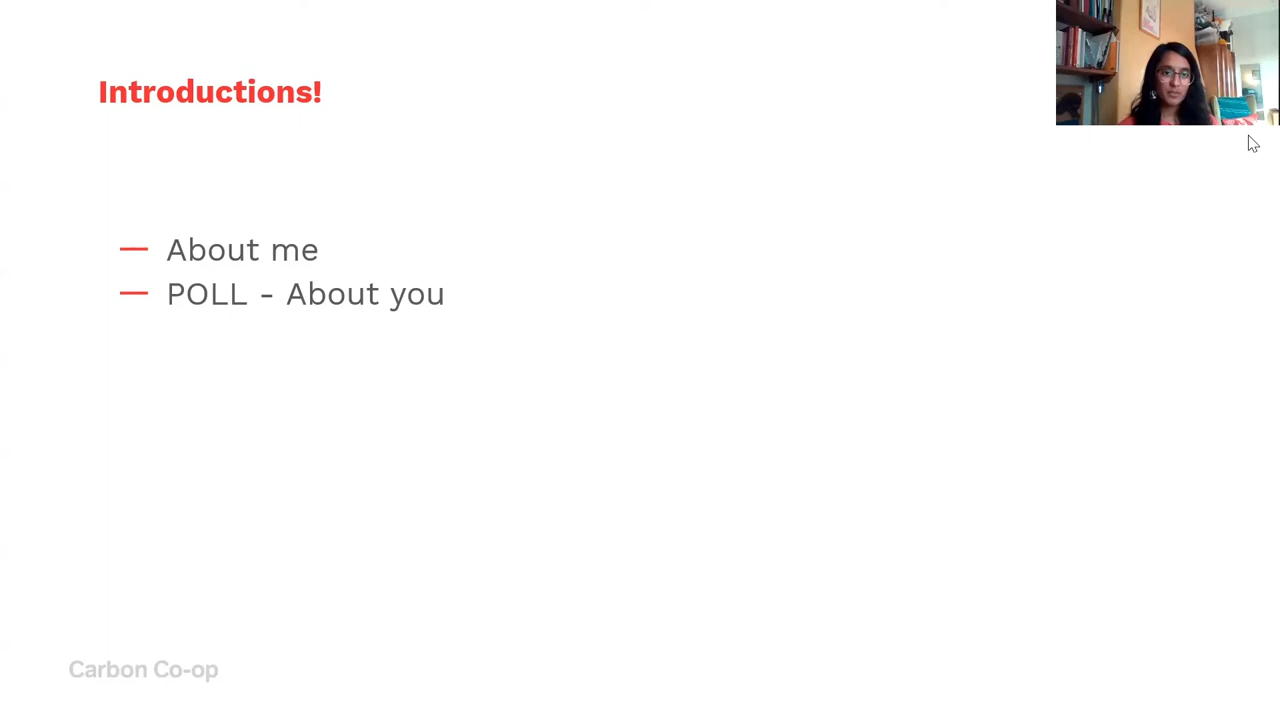 Introductions!
— About me
— POLL - About you
Carbon Co-op